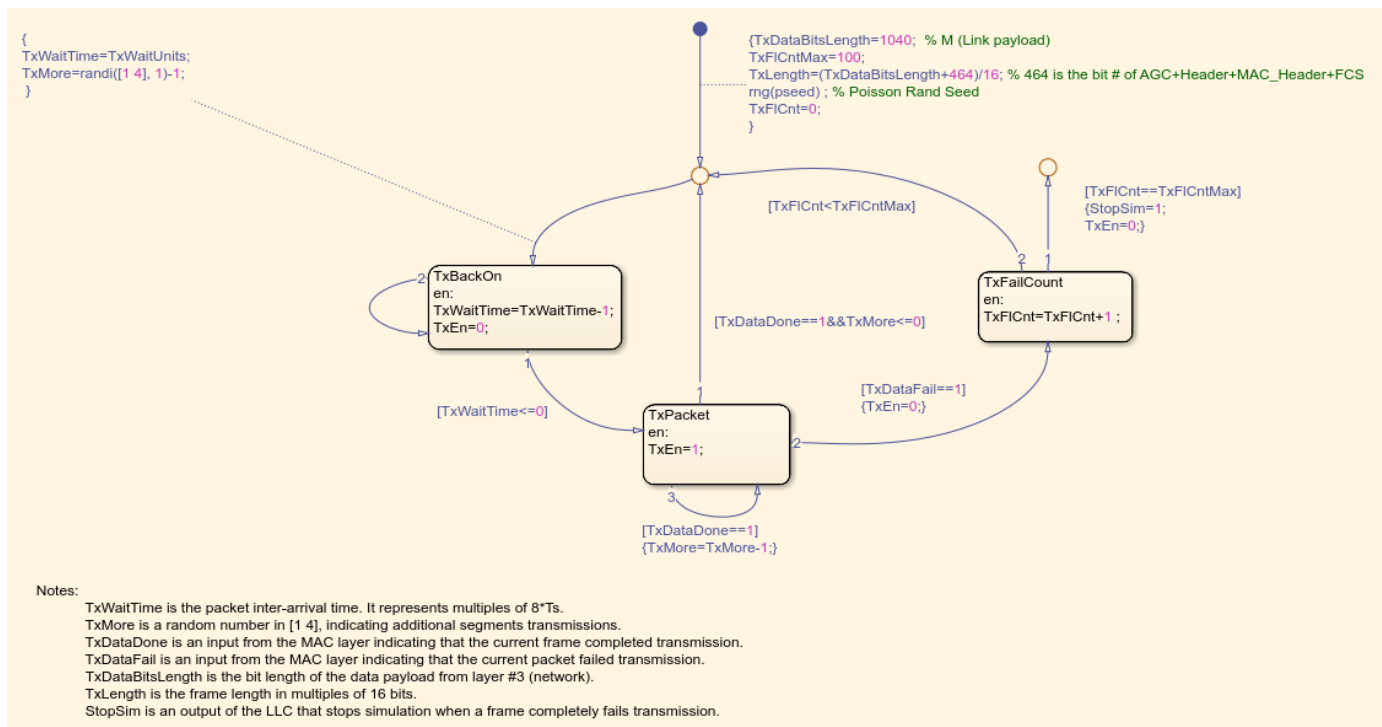 {
TxWaitTime=TxWaitUnits;
TxMore=randi([1 4], 1)-1;
}
{TxDataBitsLength=1040; % M (Link payload)
TxFlCntMax=100;
TxLength=(TxDataBitsLength+464)/16; % 464 is the bit # of AGC+Header+MAC_Header+FCS
rng(pseed) ; % Poisson Rand Seed
TxFlCnt=0;
}
[TxFlCnt<TxFlCntMax]
[TxFlCnt==TxFlCntMax]
{StopSim=1;
TxEn=0;}
2
1
2
TxBackOn
en:
TxWaitTime=TxWaitTime-1;
TxEn=0;
TxFailCount
en:
TxFlCnt=TxFlCnt+1 ;
[TxDataDone==1&&TxMore<=0]
1
[TxWaitTime<=0]
1
[TxDataFail==1]
{TxEn=0;}
TxPacket
en:
TxEn=1;
2
3
[TxDataDone==1]
{TxMore=TxMore-1;}
Notes:
TxWaitTime is the packet inter-arrival time. It represents multiples of 8*Ts.
TxMore is a random number in [1 4], indicating additional segments transmissions.
TxDataDone is an input from the MAC layer indicating that the current frame completed transmission.
TxDataFail is an input from the MAC layer indicating that the current packet failed transmission.
TxDataBitsLength is the bit length of the data payload from layer #3 (network).
TxLength is the frame length in multiples of 16 bits.
StopSim is an output of the LLC that stops simulation when a frame completely fails transmission.